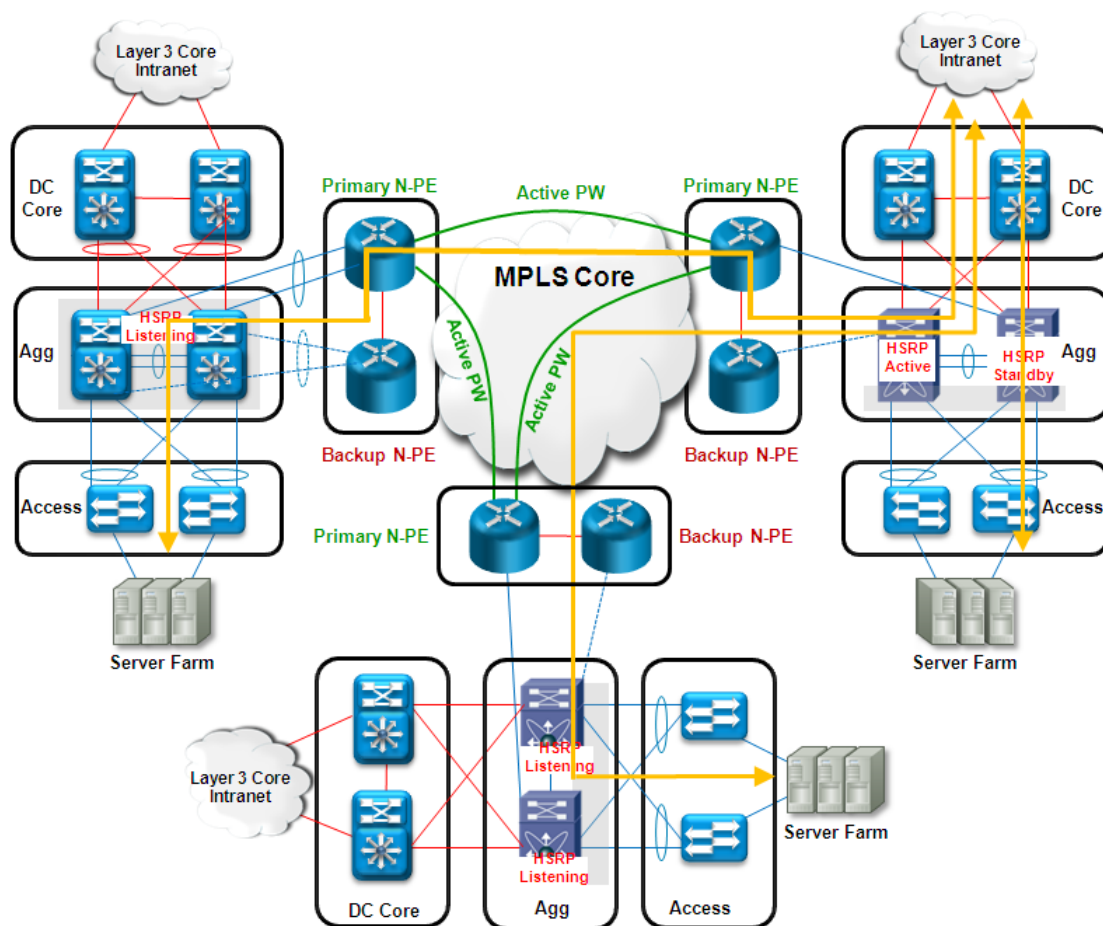 Layer 3 Core
Intranet
Layer 3 Core
Intranet
DC
Core
Primary N-PE
Active PW
Primary N-PE
DC
Core
MPLS Core
Agg
HSRP
Listening
Active PW
Active PW
HSRP
Active
HSRP
Standby
Agg
Backup N-PE
Backup N-PE
Access
Access
Primary N-PE
Backup N-PE
Server Farm
Server Farm
Layer 3 Core
Intranet
HSRP
Listening
HSRP
Listening
Server Farm
DC Core
Agg
Access